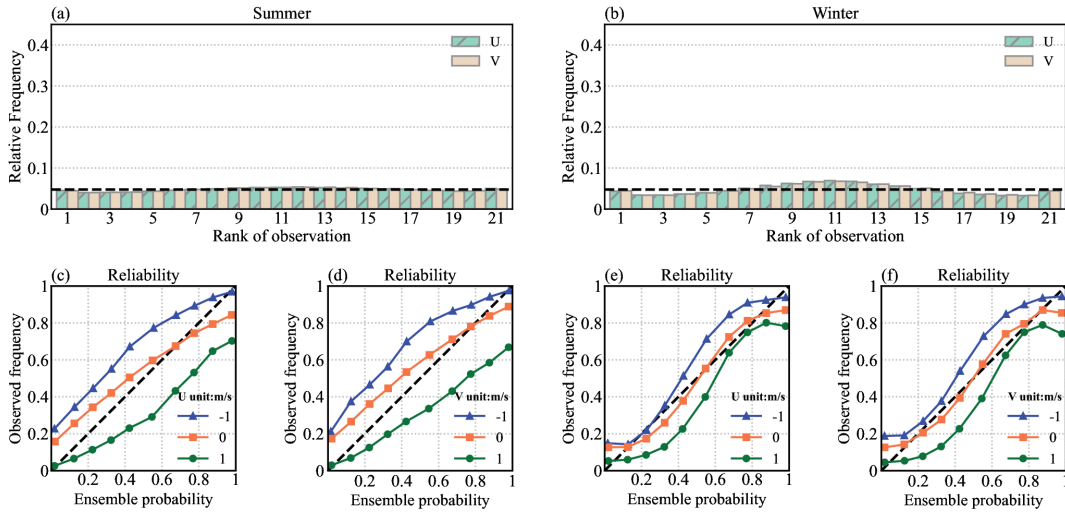 (a) Summer
Relative Frequency
0.4
0.3
0.2
0.1
0
U
V
1 3 5 7 9 11 13 15 17 19 21
Rank of observation
(b) Winter
Relative Frequency
0.4
0.3
0.2
0.1
0
U
V
1 3 5 7 9 11 13 15 17 19 21
Rank of observation
(c) Reliability
Observed frequency
1
0.8
0.6
0.4
0.2
0
U unit:m/s
-1
0
1
0.2 0.4 0.6 0.8 1
Ensemble probability
(d) Reliability
1
0.8
0.6
0.4
0.2
0
V unit:m/s
-1
0
1
0.2 0.4 0.6 0.8 1
Ensemble probability
(e) Reliability
Observed frequency
1
0.8
0.6
0.4
0.2
0
U unit:m/s
-1
0
1
0.2 0.4 0.6 0.8 1
Ensemble probability
(f) Reliability
1
0.8
0.6
0.4
0.2
0
V unit:m/s
-1
0
1
0.2 0.4 0.6 0.8 1
Ensemble probability